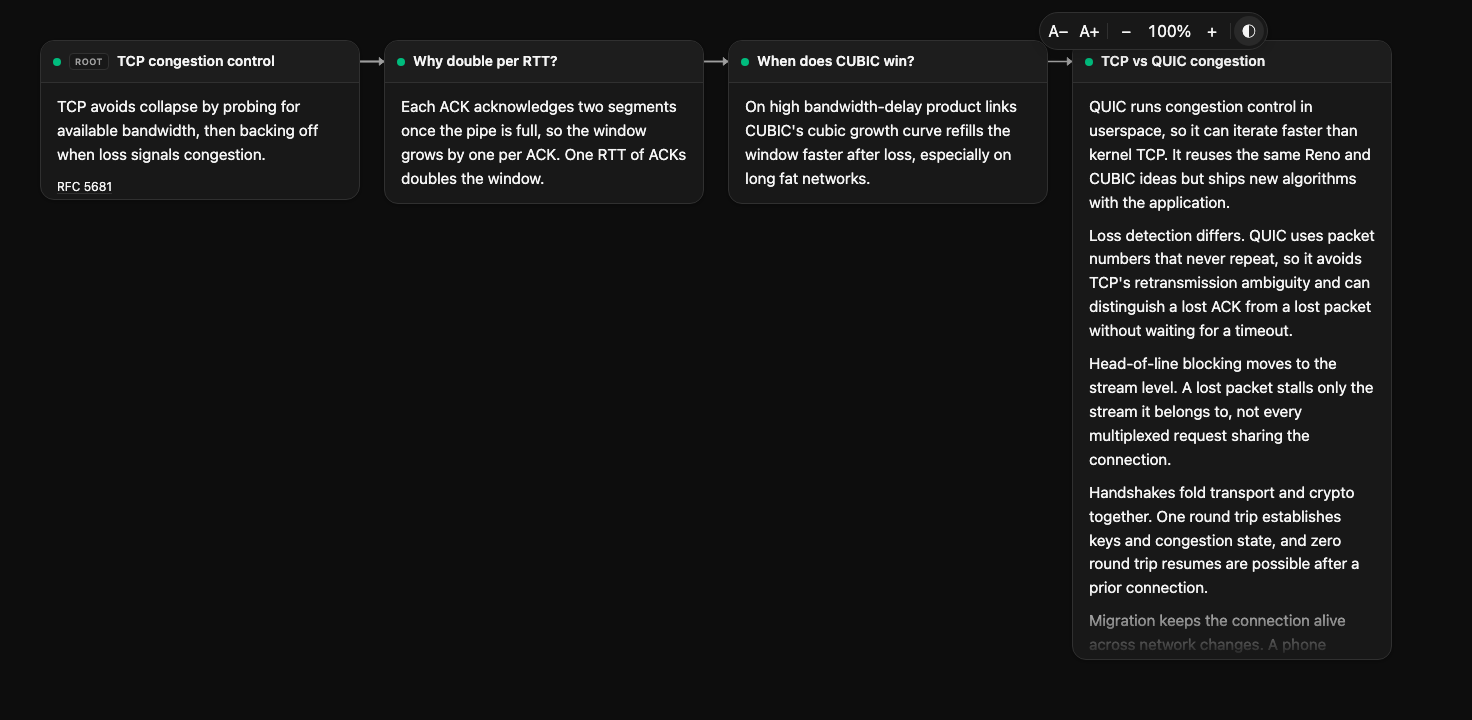 A− A+ − 100% +
ROOT TCP congestion control
TCP avoids collapse by probing for
available bandwidth, then backing off
when loss signals congestion.
RFC 5681
Why double per RTT?
Each ACK acknowledges two segments
once the pipe is full, so the window
grows by one per ACK. One RTT of ACKs
doubles the window.
When does CUBIC win?
On high bandwidth-delay product links
CUBIC's cubic growth curve refills the
window faster after loss, especially on
long fat networks.
TCP vs QUIC congestion
QUIC runs congestion control in
userspace, so it can iterate faster than
kernel TCP. It reuses the same Reno and
CUBIC ideas but ships new algorithms
with the application.
Loss detection differs. QUIC uses packet
numbers that never repeat, so it avoids
TCP's retransmission ambiguity and can
distinguish a lost ACK from a lost packet
without waiting for a timeout.
Head-of-line blocking moves to the
stream level. A lost packet stalls only the
stream it belongs to, not every
multiplexed request sharing the
connection.
Handshakes fold transport and crypto
together. One round trip establishes
keys and congestion state, and zero
round trip resumes are possible after a
prior connection.
Migration keeps the connection alive
across network changes. A phone